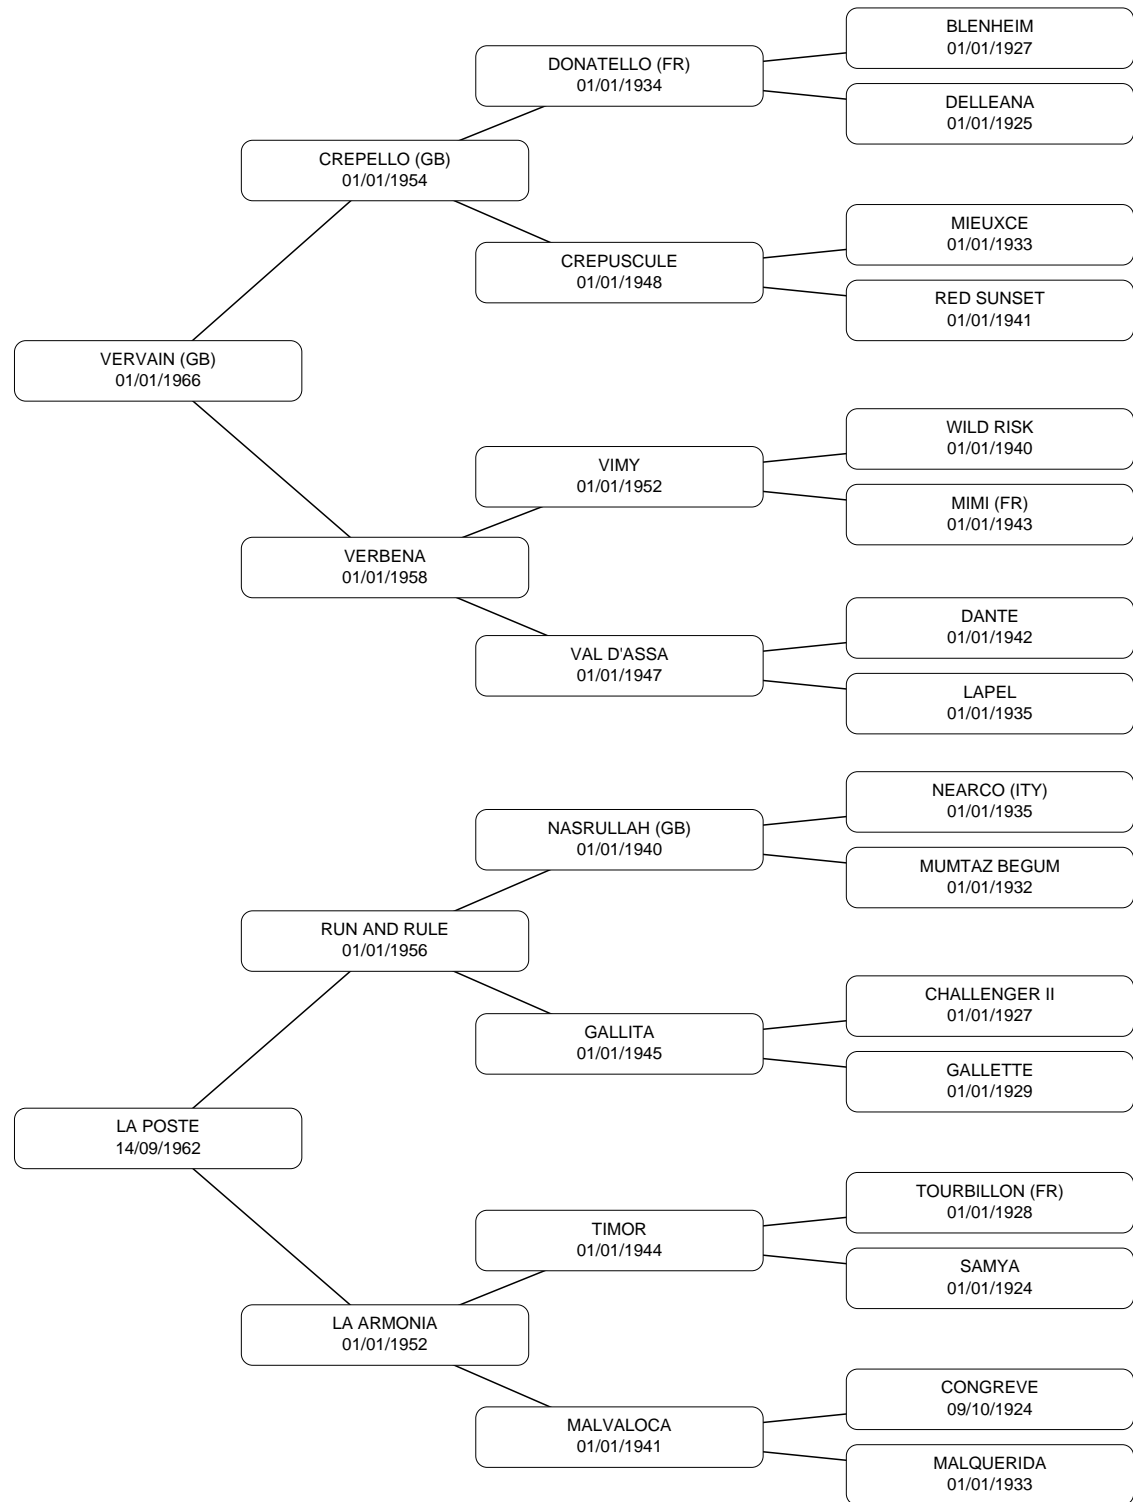 BLENHEIM
01/01/1927
DONATELLO (FR)
01/01/1934
DELLEANA
01/01/1925
CREPELLO (GB)
01/01/1954
MIEUXCE
01/01/1933
CREPUSCULE
01/01/1948
RED SUNSET
01/01/1941
VERVAIN (GB)
01/01/1966
WILD RISK
01/01/1940
VIMY
01/01/1952
MIMI (FR)
01/01/1943
VERBENA
01/01/1958
DANTE
01/01/1942
VAL D'ASSA
01/01/1947
LAPEL
01/01/1935
NEARCO (ITY)
01/01/1935
NASRULLAH (GB)
01/01/1940
MUMTAZ BEGUM
01/01/1932
RUN AND RULE
01/01/1956
CHALLENGER II
01/01/1927
GALLITA
01/01/1945
GALLETTE
01/01/1929
LA POSTE
14/09/1962
TOURBILLON (FR)
01/01/1928
TIMOR
01/01/1944
SAMYA
01/01/1924
LA ARMONIA
01/01/1952
CONGREVE
09/10/1924
MALVALOCA
01/01/1941
MALQUERIDA
01/01/1933